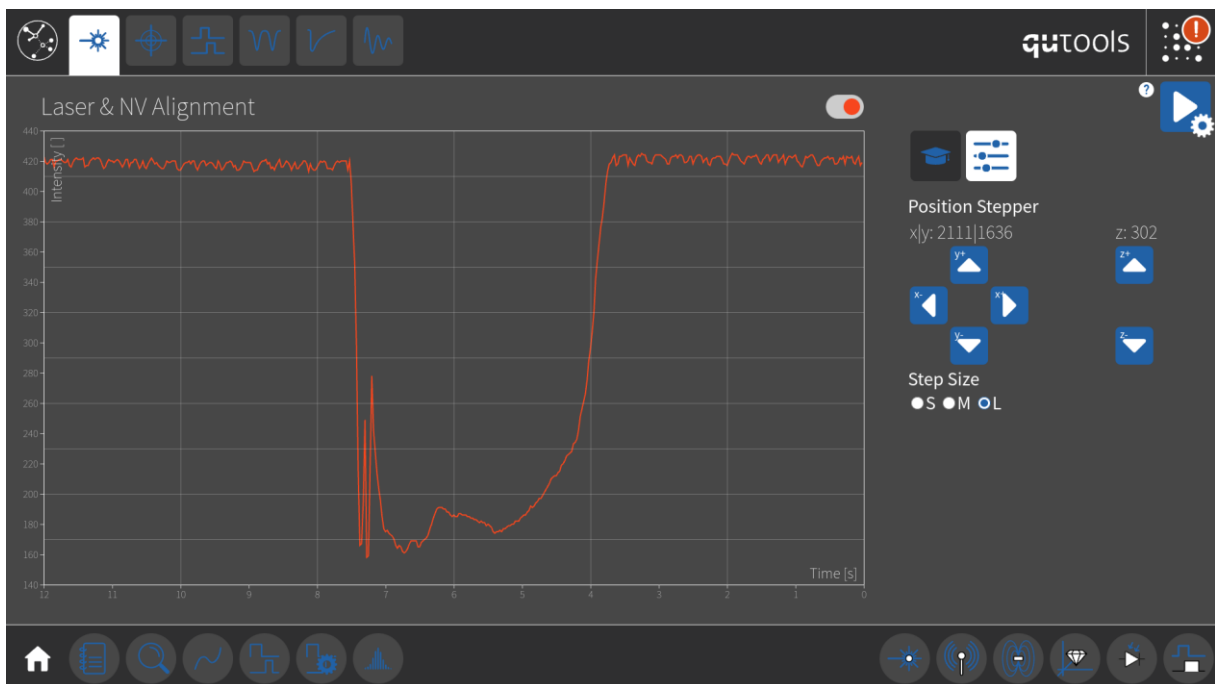 qutools
!
Laser & NV Alignment
?
440
420
400
380
360
340
320
300
280
260
240
220
200
180
160
140
Intensity [.]
12 11 10 9 8 7 6 5 4 3 2 1 0
Time [s]
Position Stepper
x|y: 2111|1636 z: 302
y+ z+
x- x+
y- z-
Step Size
S M L